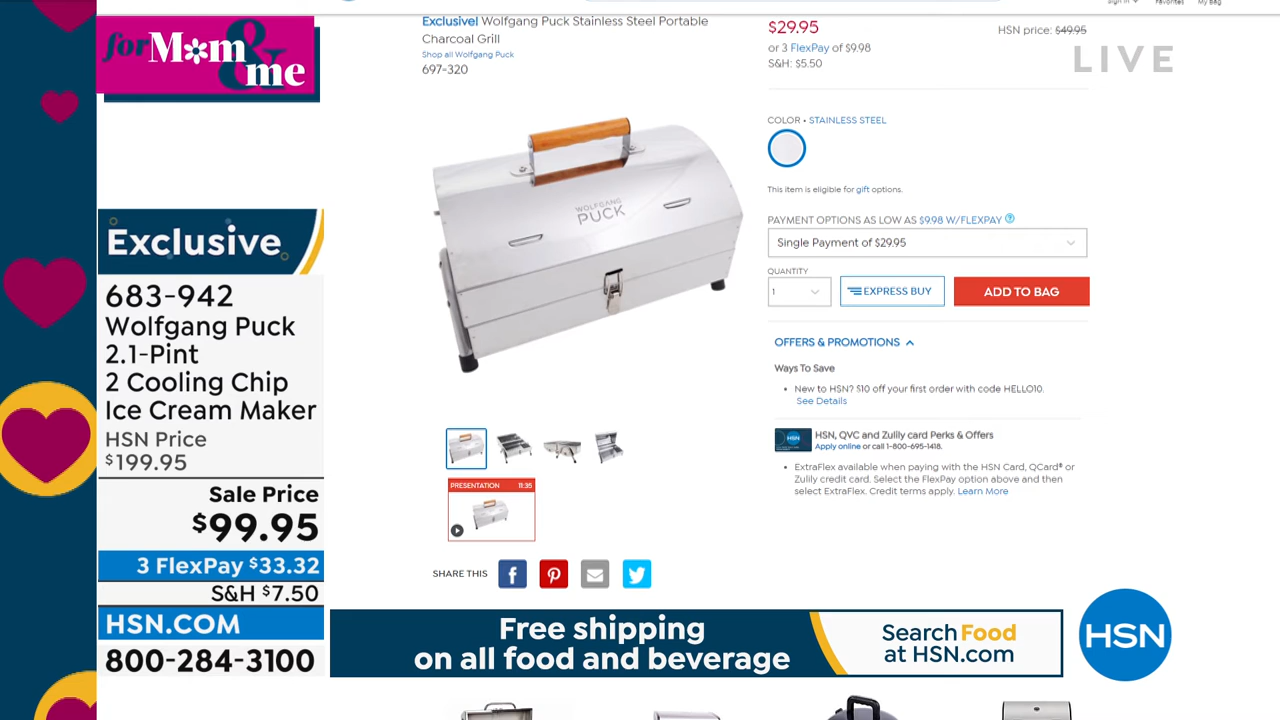 Sign In
Favorites
My Bag
for Mom
& me
Exclusive! Wolfgang Puck Stainless Steel Portable
Charcoal Grill
Shop all Wolfgang Puck
697-320
$29.95
HSN price: $49.95
or 3 FlexPay of $9.98
S&H: $5.50
LIVE
COLOR • STAINLESS STEEL
This item is eligible for gift options.
PAYMENT OPTIONS AS LOW AS $9.98 W/FLEXPAY ?
Single Payment of $29.95
QUANTITY
1
EXPRESS BUY
ADD TO BAG
OFFERS & PROMOTIONS
Ways To Save
• New to HSN? $10 off your first order with code HELLO10.
See Details
HSN
HSN, QVC and Zulily card Perks & Offers
Apply online or call 1-800-695-1418.
• ExtraFlex available when paying with the HSN Card, QCard® or
Zulily credit card. Select the FlexPay option above and then
select ExtraFlex. Credit terms apply. Learn More
WOLFGANG
PUCK
PRESENTATION 11:35
SHARE THIS
Exclusive
683-942
Wolfgang Puck
2.1-Pint
2 Cooling Chip
Ice Cream Maker
HSN Price
$199.95
Sale Price
$99.95
3 FlexPay $33.32
S&H $7.50
HSN.COM
800-284-3100
Free shipping
on all food and beverage
Search Food
at HSN.com
HSN